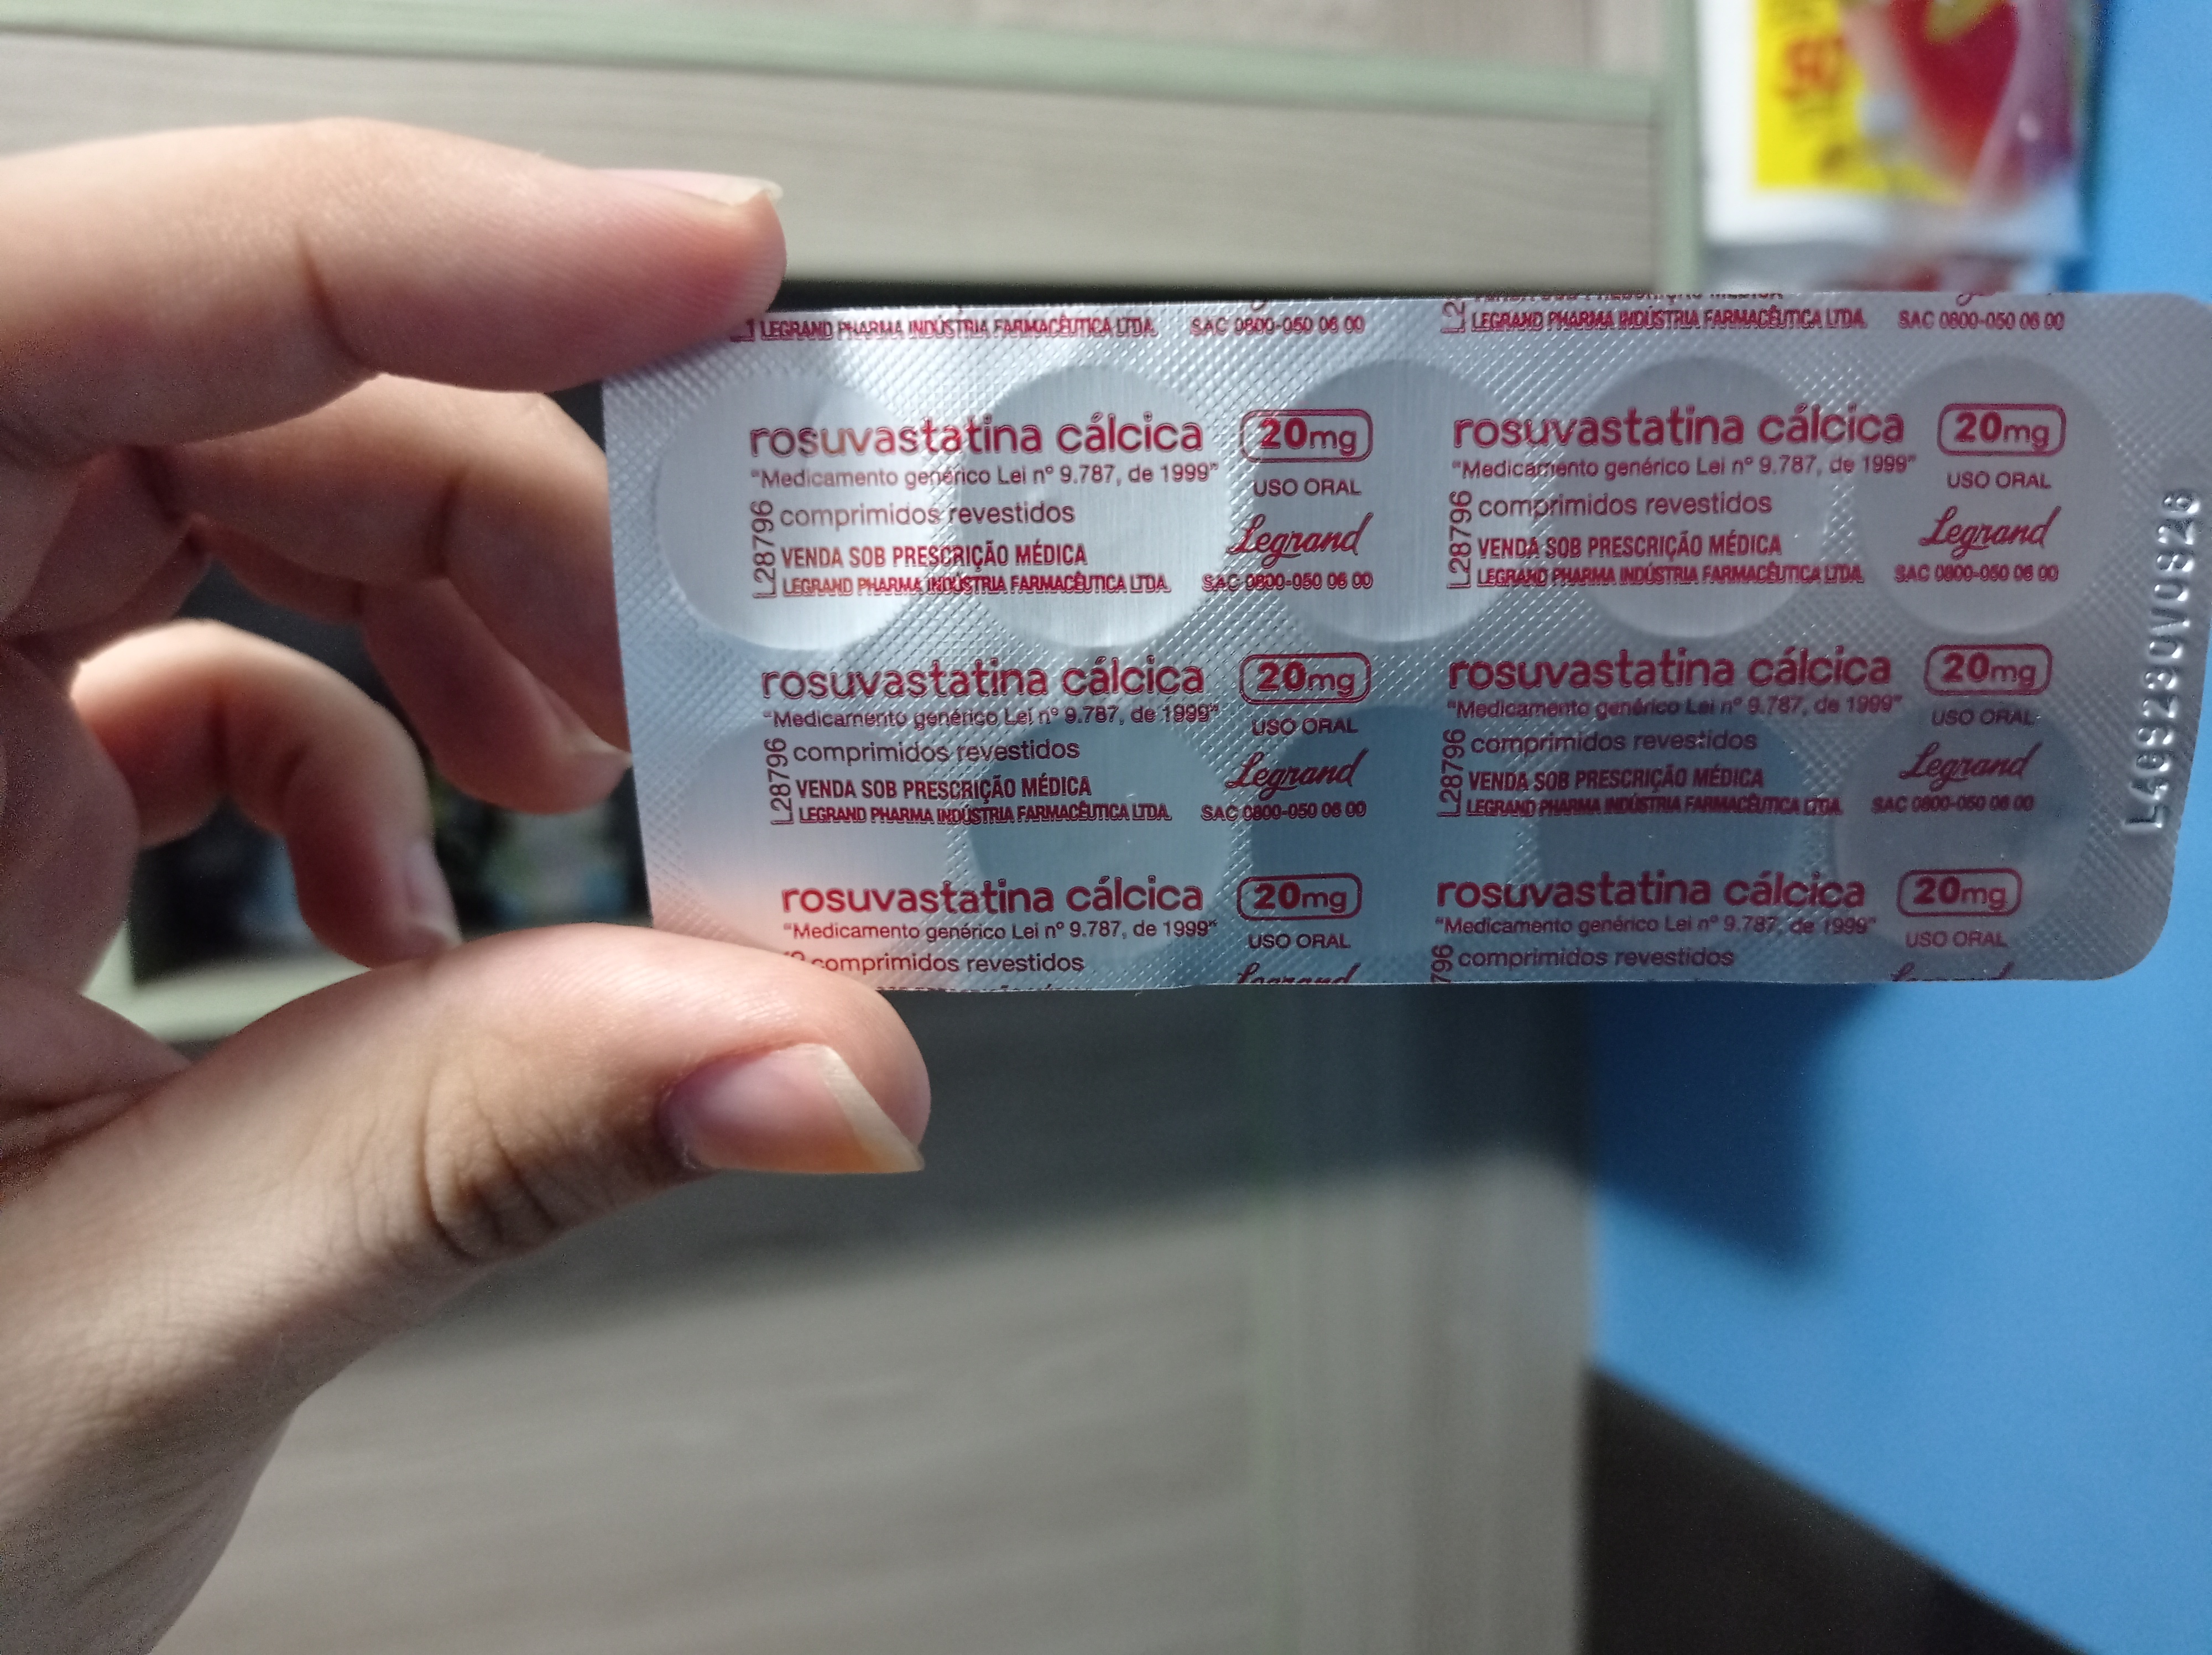 LEGRAND PHARMA INDÚSTRIA FARMACÊUTICA LTDA. SAC 0800-050 06 00
LEGRAND PHARMA INDÚSTRIA FARMACÊUTICA LTDA. SAC 0800-050 06 00
rosuvastatina cálcica 20mg
"Medicamento genérico Lei nº 9.787, de 1999"
USO ORAL
comprimidos revestidos
L28796
VENDA SOB PRESCRIÇÃO MÉDICA
Legrand
LEGRAND PHARMA INDÚSTRIA FARMACÊUTICA LTDA. SAC 0800-050 06 00
rosuvastatina cálcica 20mg
"Medicamento genérico Lei nº 9.787, de 1999"
USO ORAL
comprimidos revestidos
L28796
VENDA SOB PRESCRIÇÃO MÉDICA
Legrand
LEGRAND PHARMA INDÚSTRIA FARMACÊUTICA LTDA. SAC 0800-050 06 00
rosuvastatina cálcica 20mg
"Medicamento genérico Lei nº 9.787, de 1999"
USO ORAL
comprimidos revestidos
L28796
VENDA SOB PRESCRIÇÃO MÉDICA
Legrand
LEGRAND PHARMA INDÚSTRIA FARMACÊUTICA LTDA. SAC 0800-050 06 00
rosuvastatina cálcica 20mg
"Medicamento genérico Lei nº 9.787, de 1999"
USO ORAL
comprimidos revestidos
L28796
VENDA SOB PRESCRIÇÃO MÉDICA
Legrand
LEGRAND PHARMA INDÚSTRIA FARMACÊUTICA LTDA. SAC 0800-050 06 00
rosuvastatina cálcica 20mg
"Medicamento genérico Lei nº 9.787, de 1999"
USO ORAL
comprimidos revestidos
Legrand
rosuvastatina cálcica 20mg
"Medicamento genérico Lei nº 9.787, de 1999"
USO ORAL
comprimidos revestidos
796